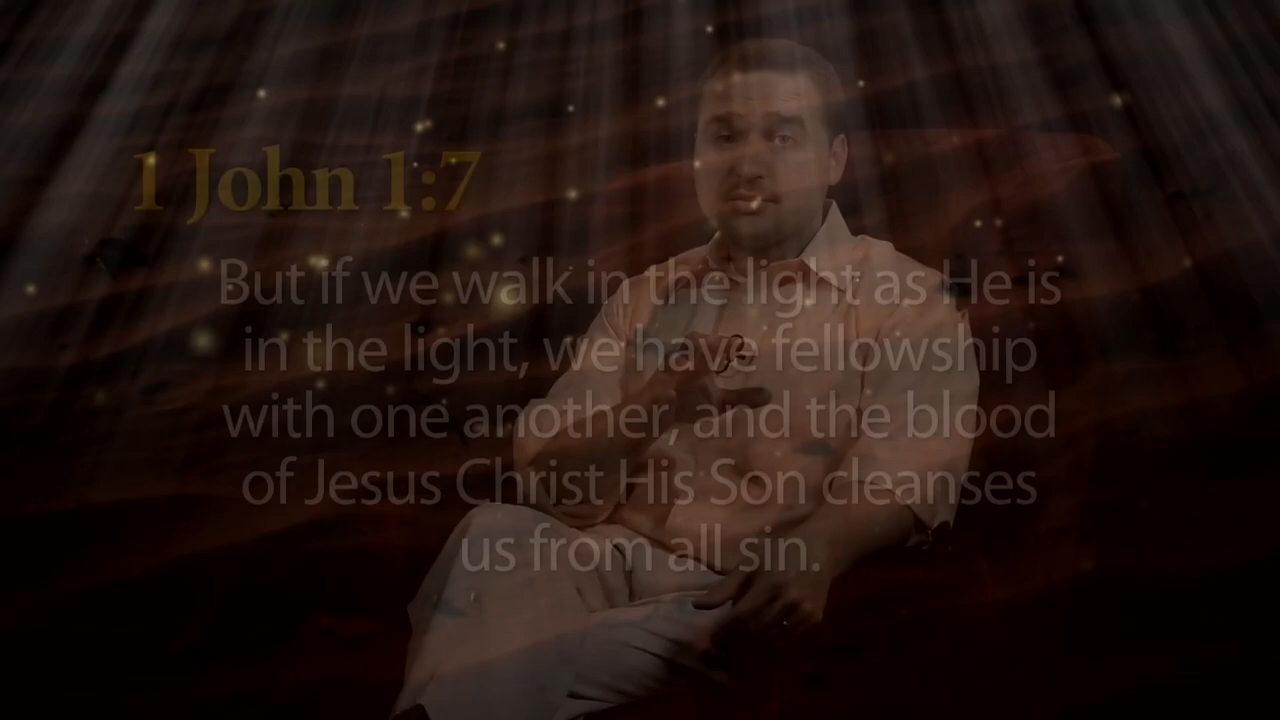 1 John 1:7
But if we walk in the light as He is
in the light, we have fellowship
with one another and the blood
of Jesus Christ His Son cleanses
us from all sin.